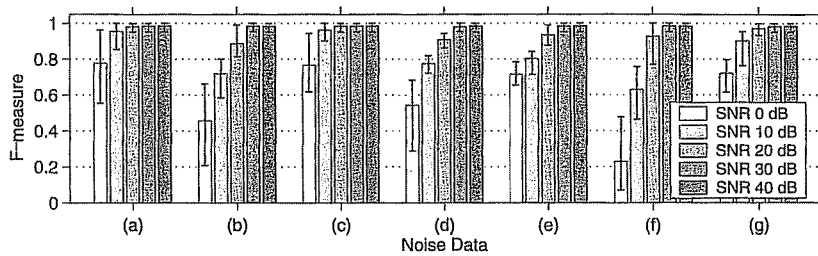 F-measure
1
0.8
0.6
0.4
0.2
0
SNR 0 dB
SNR 10 dB
SNR 20 dB
SNR 30 dB
SNR 40 dB
(a) (b) (c) (d) (e) (f) (g)
Noise Data